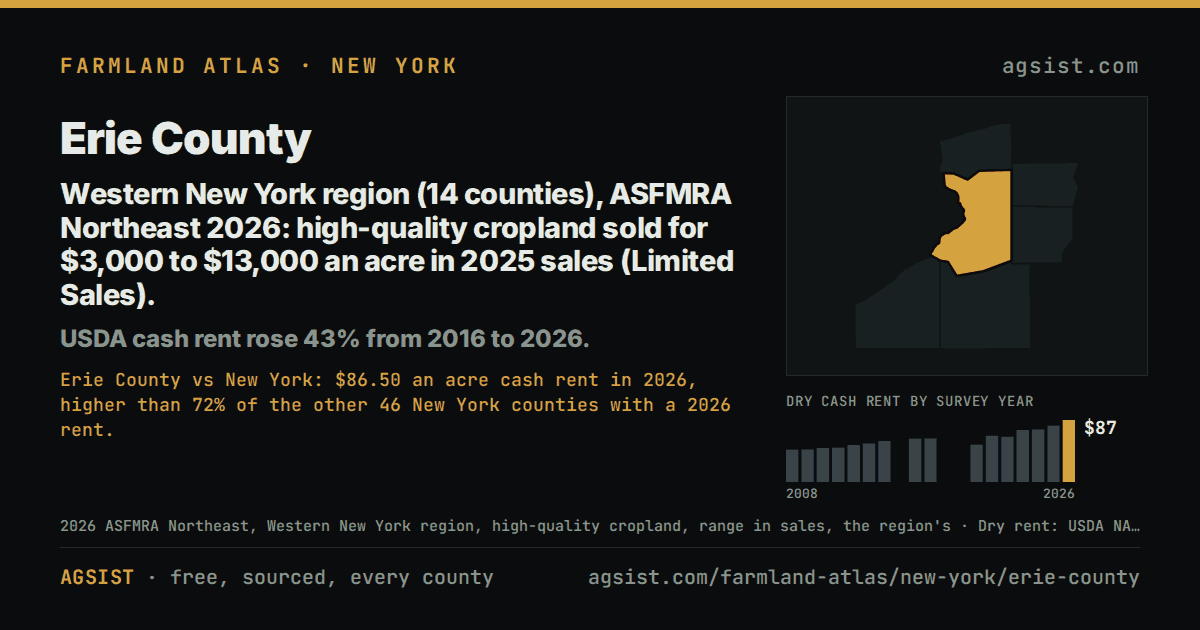 FARMLAND ATLAS · NEW YORK
agsist.com
Erie County
Western New York region (14 counties), ASFMRA
Northeast 2026: high-quality cropland sold for
$3,000 to $13,000 an acre in 2025 sales (Limited
Sales).
USDA cash rent rose 43% from 2016 to 2026.
Erie County vs New York: $86.50 an acre cash rent in 2026,
higher than 72% of the other 46 New York counties with a 2026
rent.
DRY CASH RENT BY SURVEY YEAR
$87
2008
2026
2026 ASFMRA Northeast, Western New York region, high-quality cropland, range in sales, the region's · Dry rent: USDA NA…
AGSIST · free, sourced, every county
agsist.com/farmland-atlas/new-york/erie-county